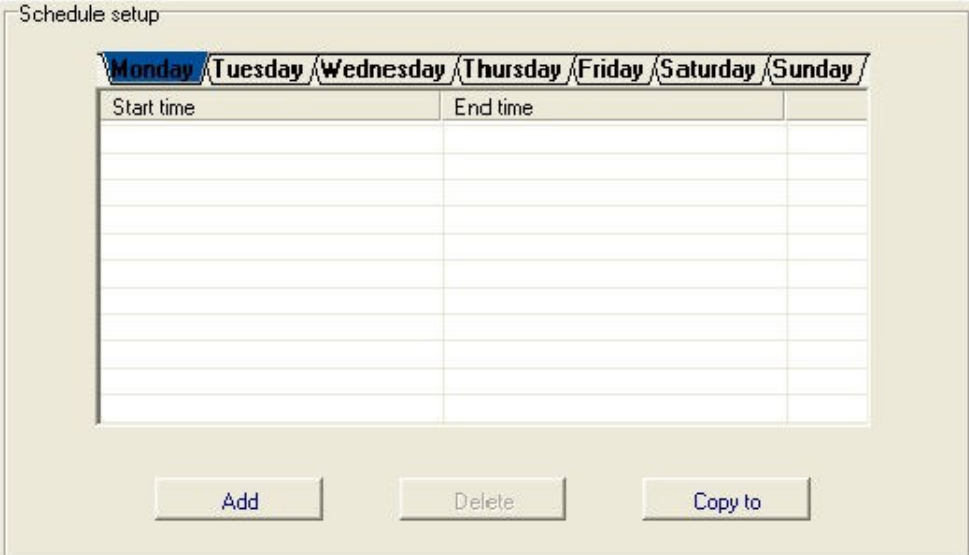 Schedule setup
Monday Tuesday Wednesday Thursday Friday Saturday Sunday
Start time End time
Add Delete Copy to